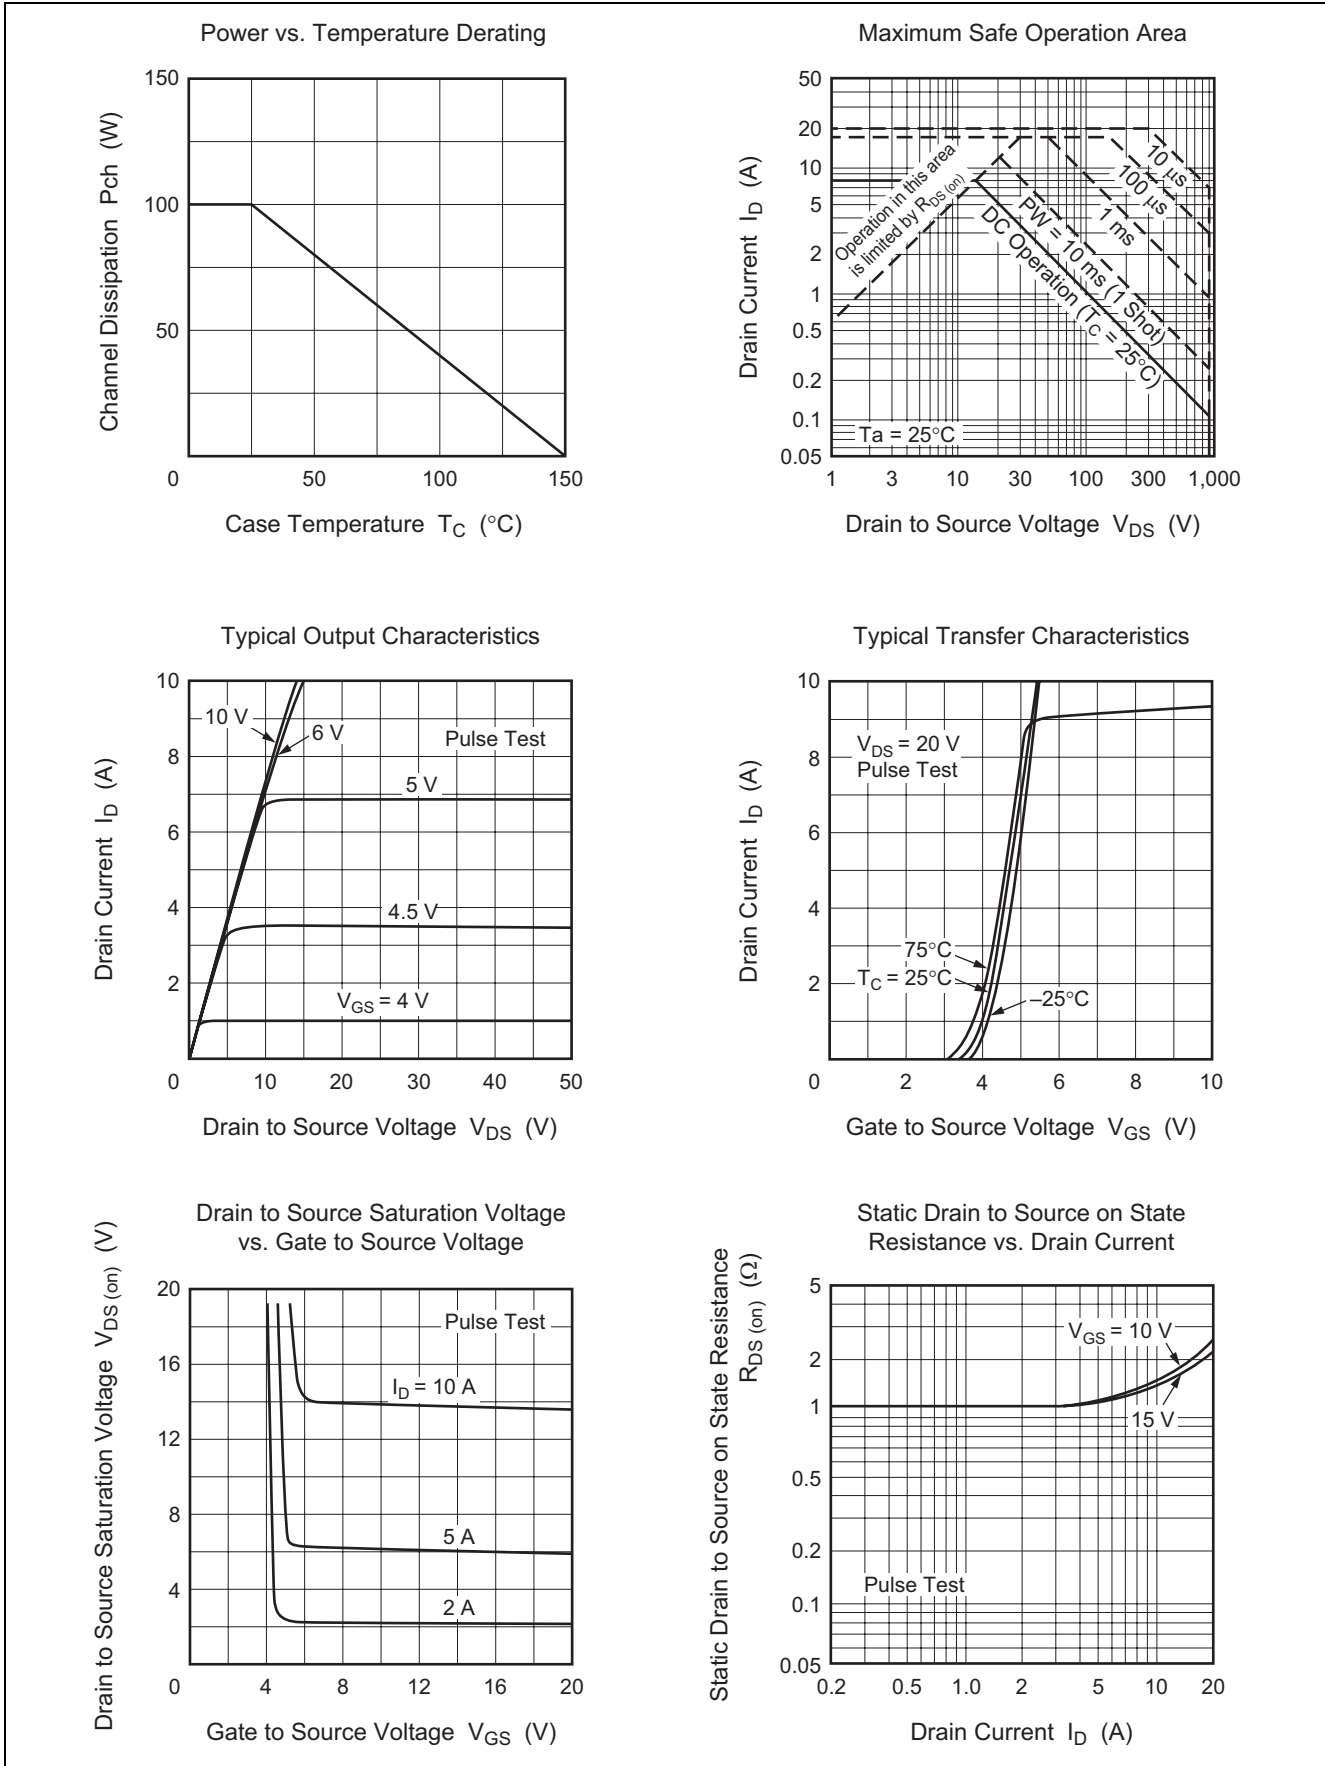 Power vs. Temperature Derating
150
100
50
0
50
100
150
Channel Dissipation Pch (W)
Case Temperature TC (°C)
Maximum Safe Operation Area
50
20
10
5
2
1
0.5
0.2
0.1
0.05
1
3
10
30
100
300
1,000
Drain Current ID (A)
Operation in this area
is limited by RDS (on)
10 μs
100 μs
1 ms
PW = 10 ms (1 Shot)
DC Operation (TC = 25°C)
Ta = 25°C
Drain to Source Voltage VDS (V)
Typical Output Characteristics
10
8
6
4
2
0
10
20
30
40
50
Drain Current ID (A)
10 V
6 V
Pulse Test
5 V
4.5 V
VGS = 4 V
Drain to Source Voltage VDS (V)
Typical Transfer Characteristics
10
8
6
4
2
0
2
4
6
8
10
Drain Current ID (A)
VDS = 20 V
Pulse Test
75°C
TC = 25°C
–25°C
Gate to Source Voltage VGS (V)
Drain to Source Saturation Voltage
vs. Gate to Source Voltage
20
16
12
8
4
0
4
8
12
16
20
Drain to Source Saturation Voltage VDS (on) (V)
Pulse Test
ID = 10 A
5 A
2 A
Gate to Source Voltage VGS (V)
Static Drain to Source on State
Resistance vs. Drain Current
5
2
1
0.5
0.2
0.1
0.05
0.2
0.5
1.0
2
5
10
20
Static Drain to Source on State Resistance
RDS (on) (Ω)
VGS = 10 V
15 V
Pulse Test
Drain Current ID (A)